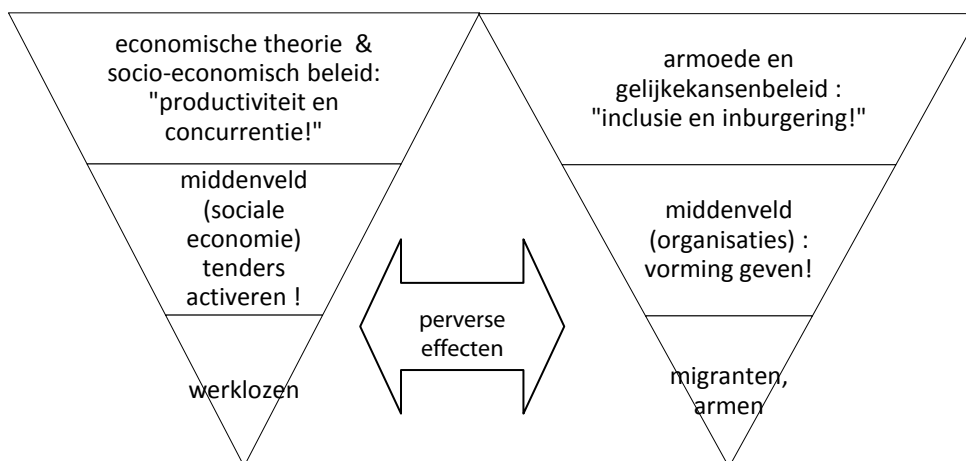 economische theorie &
socio-economisch beleid:
"productiviteit en
concurrentie!"
middenveld
(sociale
economie)
tenders
activeren !
werklozen
perverse
effecten
armoede en
gelijkekansenbeleid :
"inclusie en inburgering!"
middenveld
(organisaties) :
vorming geven!
migranten,
armen